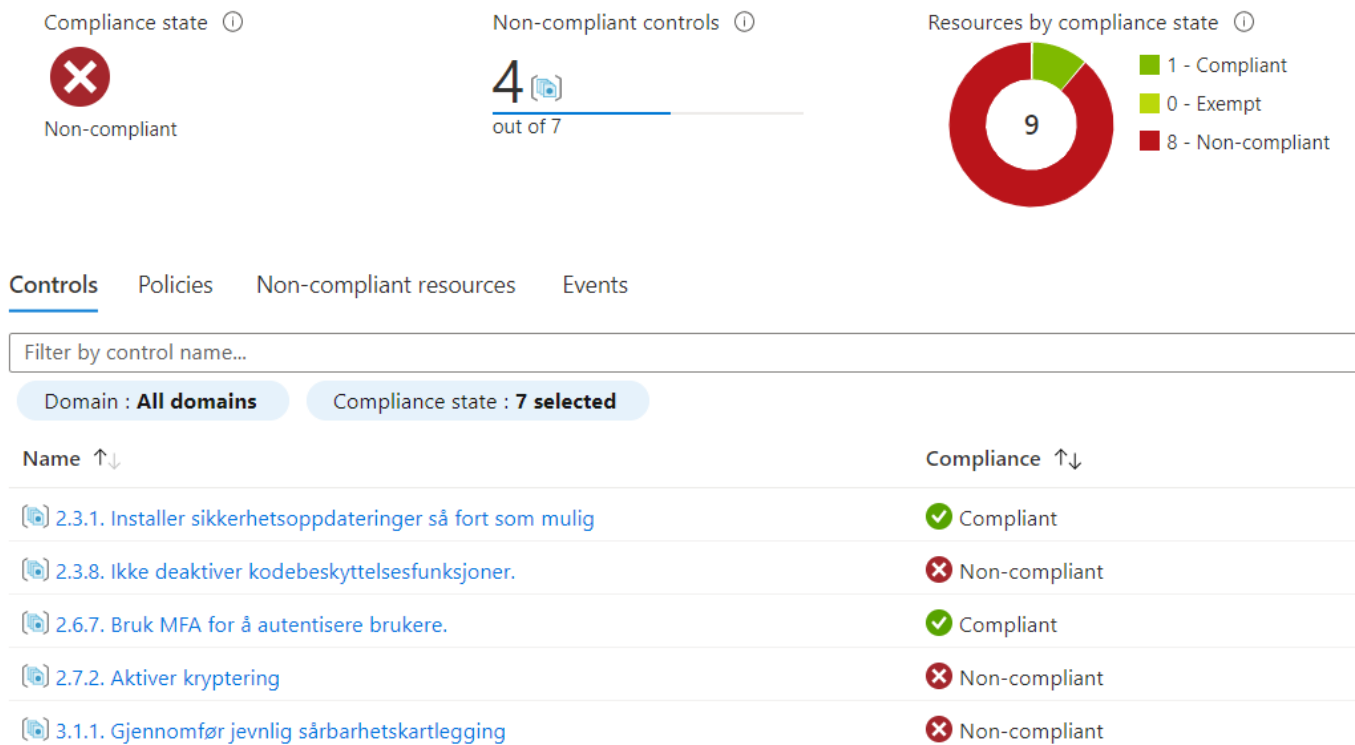 Compliance state
Non-compliant controls
Resources by compliance state
Non-compliant
4
out of 7
9
1 - Compliant
0 - Exempt
8 - Non-compliant
Controls Policies Non-compliant resources Events
Filter by control name...
Domain : All domains Compliance state : 7 selected
Name Compliance
2.3.1. Installer sikkerhetsoppdateringer så fort som mulig Compliant
2.3.8. Ikke deaktiver kodebeskyttelsesfunksjoner. Non-compliant
2.6.7. Bruk MFA for å autentisere brukere. Compliant
2.7.2. Aktiver kryptering Non-compliant
3.1.1. Gjennomfør jevnlig sårbarhetskartlegging Non-compliant